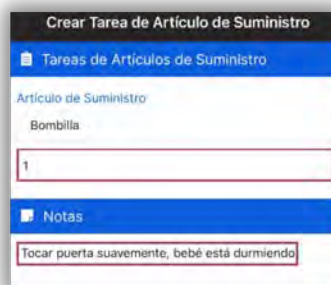 Crear Tarea de Artículo de Suministro
Tareas de Artículos de Suministro
Artículo de Suministro
Bombilla
1
Notas
Tocar puerta suavemente, bebé está durmiendo